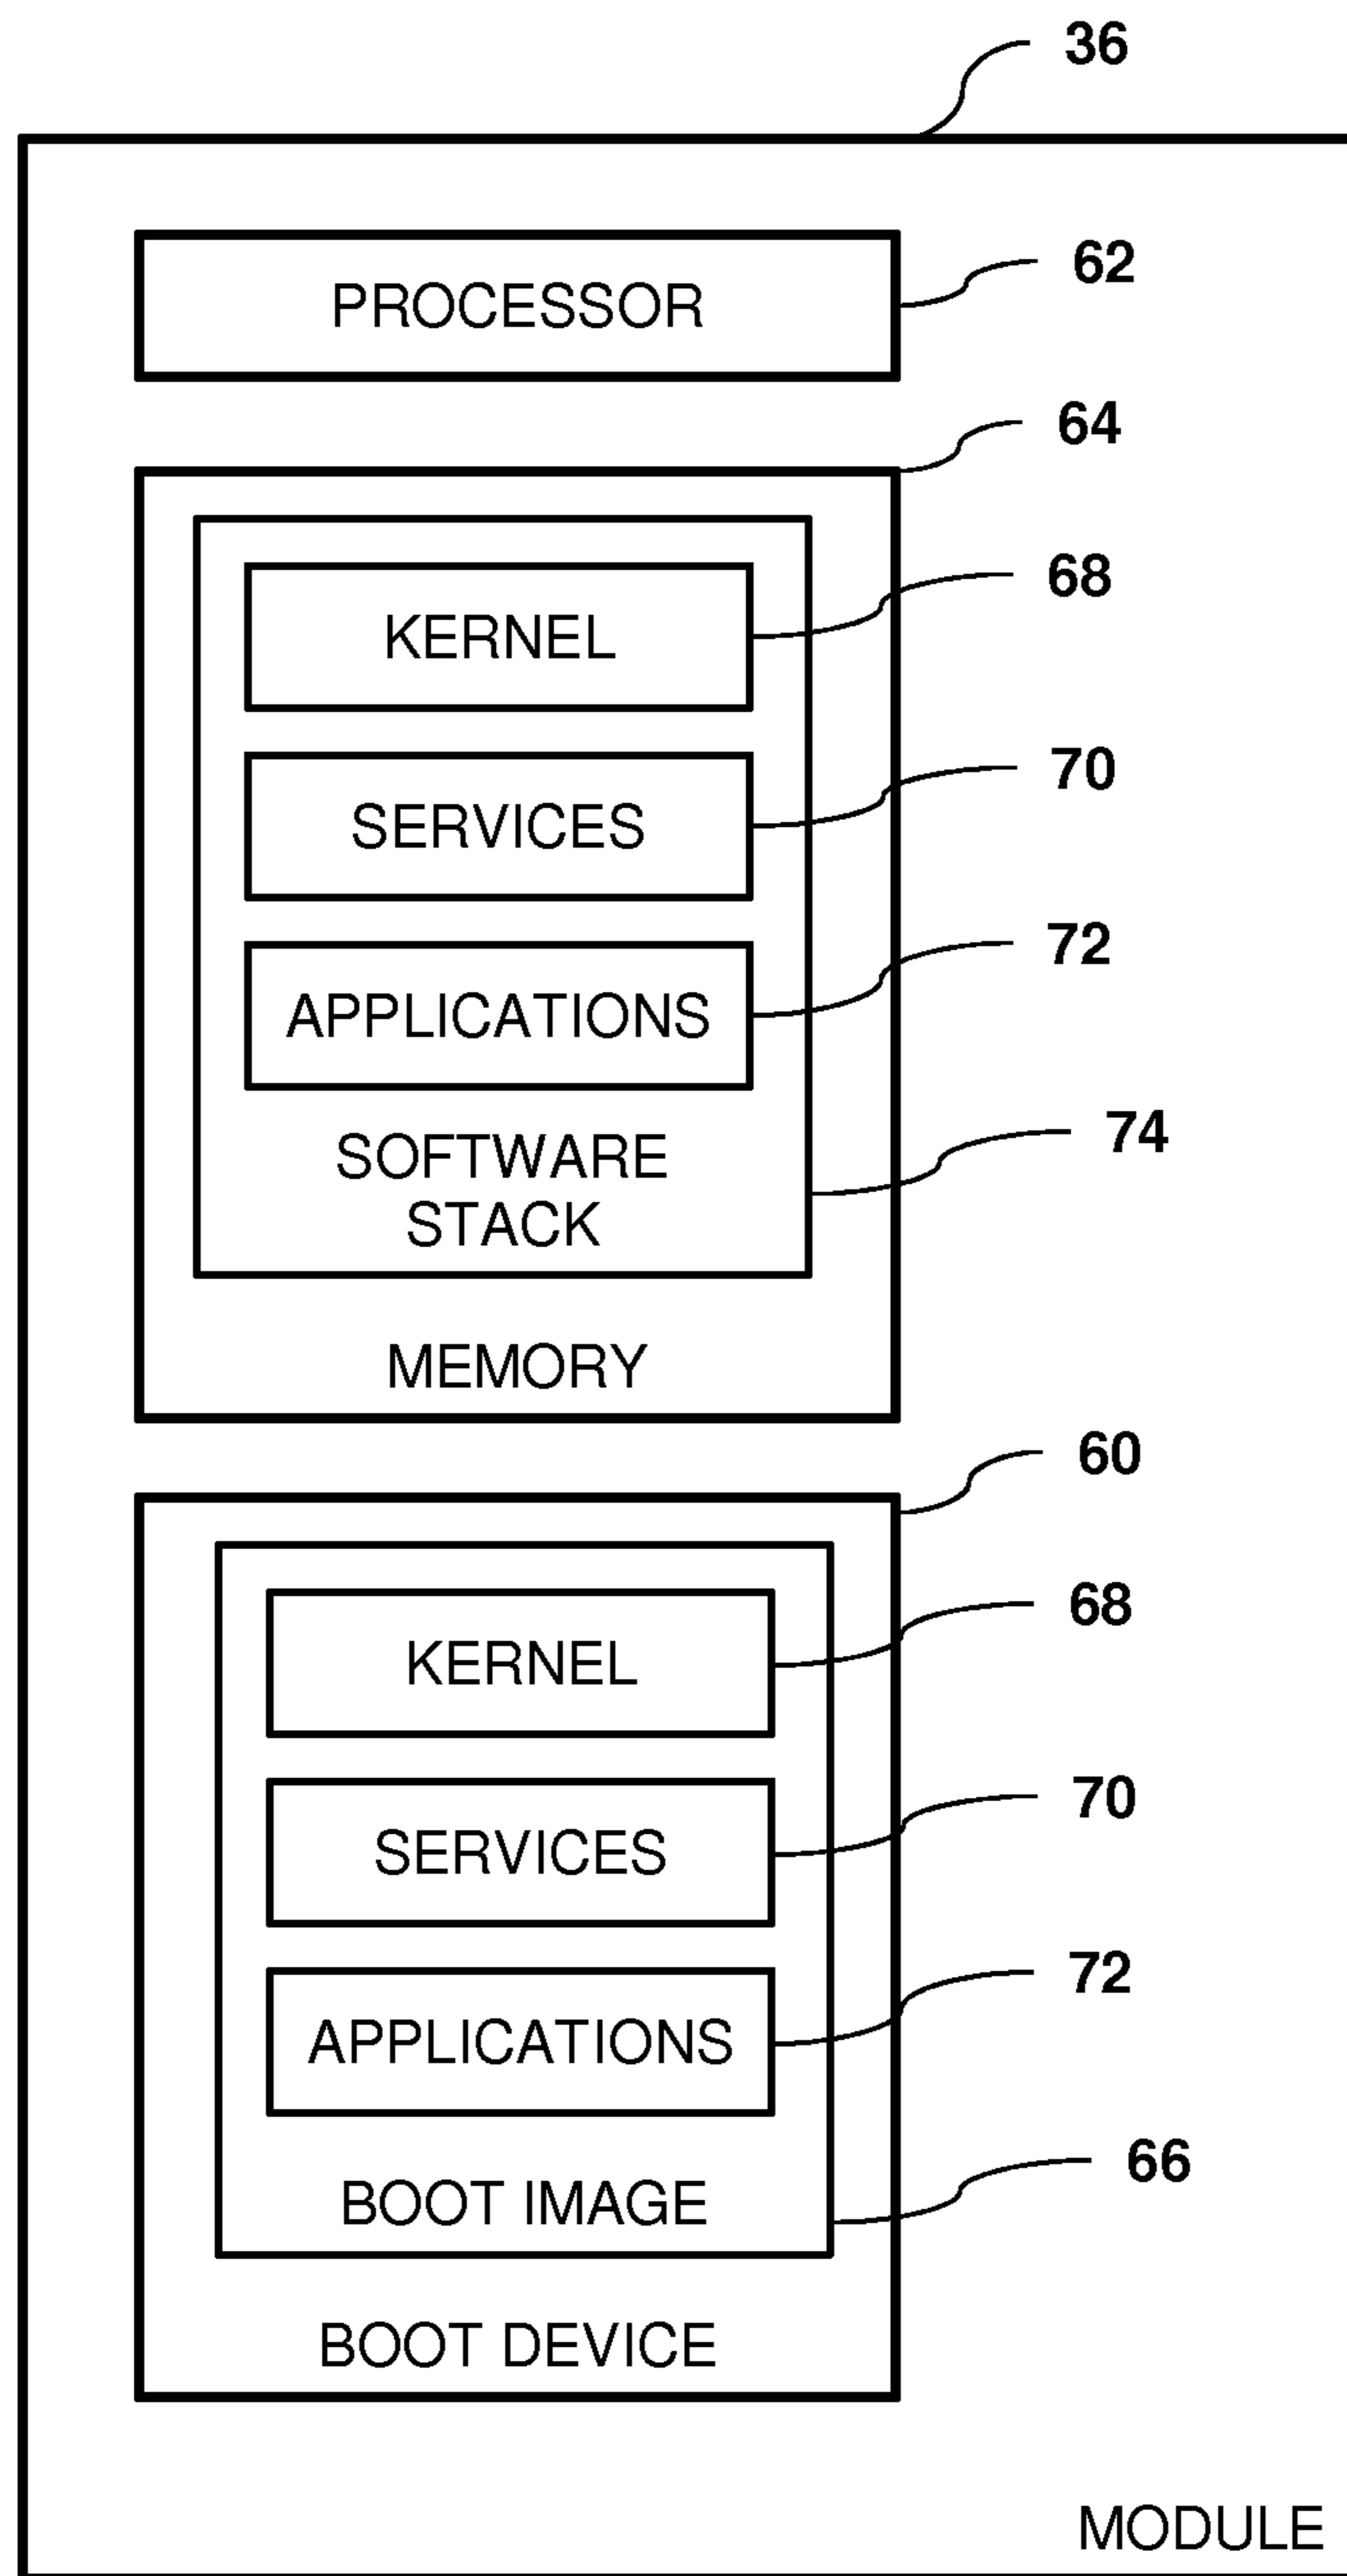 36
PROCESSOR
62
64
KERNEL
68
SERVICES
70
APPLICATIONS
72
SOFTWARE
STACK
74
MEMORY
60
KERNEL
68
SERVICES
70
APPLICATIONS
72
BOOT IMAGE
66
BOOT DEVICE
MODULE